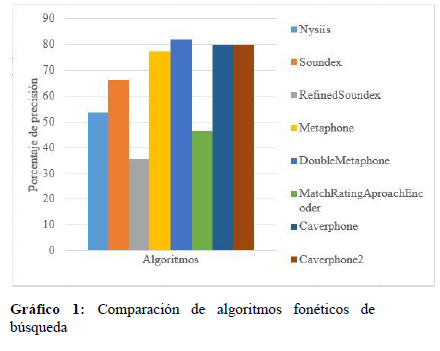 90
80
70
60
50
40
30
20
10
0
Porcentaje de precisión
Algoritmos
Nysiis
Soundex
RefinedSoundex
Metaphone
DoubleMetaphone
MatchRatingAproachEnc
oder
Caverphone
Caverphone2
Gráfico 1: Comparación de algoritmos fonéticos de
búsqueda